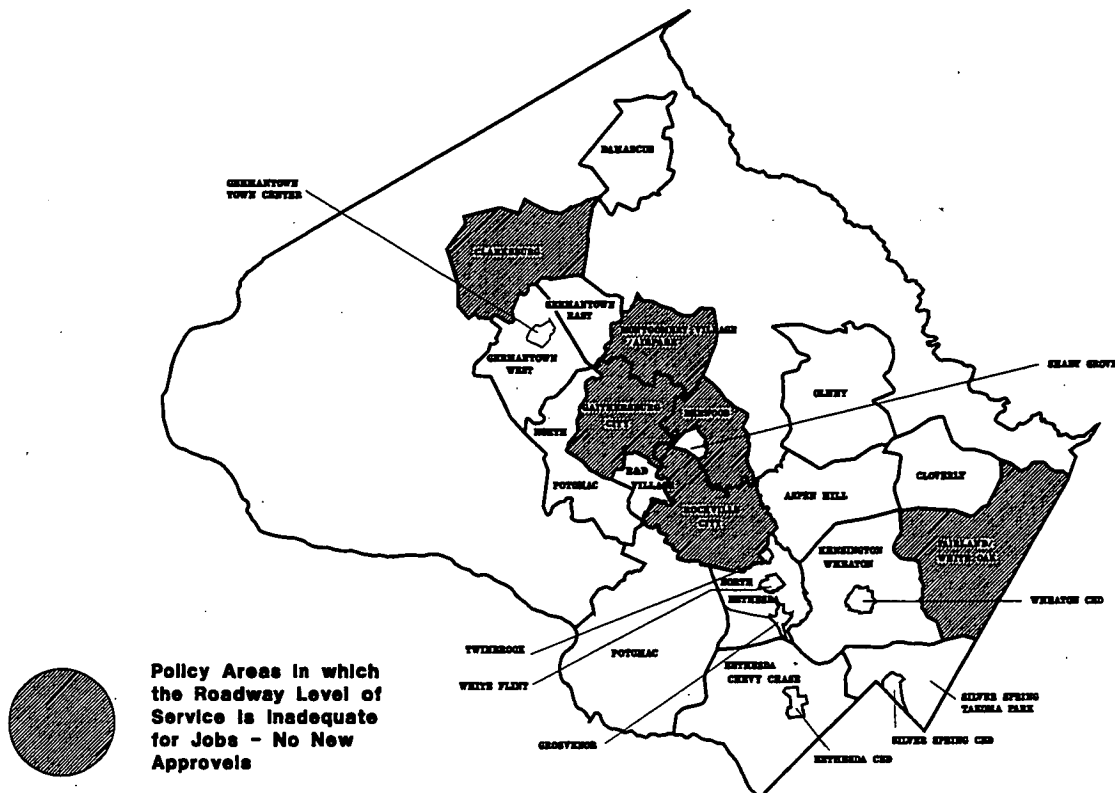 DAMASCUS
GERMANTOWN
TOWN CENTER
CLARKSBURG
GERMANTOWN
EAST
MONTGOMERY VILLAGE
AIRPARK
GERMANTOWN
WEST
SHADY GROVE
OLNEY
GAITHERSBURG
CITY
DERWOOD
NORTH
POTOMAC
R&D
VILLAGE
ASPEN HILL
CLOVERLY
ROCKVILLE
CITY
FAIRLAND/
WHITE OAK
KENSINGTON
WHEATON
NORTH
BETHESDA
WHEATON CBD
TWINBROOK
POTOMAC
WHITE FLINT
BETHESDA
CHEVY CHASE
SILVER SPRING
TAKOMA PARK
GROSVENOR
SILVER SPRING CBD
BETHESDA CBD
Policy Areas in which
the Roadway Level of
Service is Inadequate
for Jobs - No New
Approvels